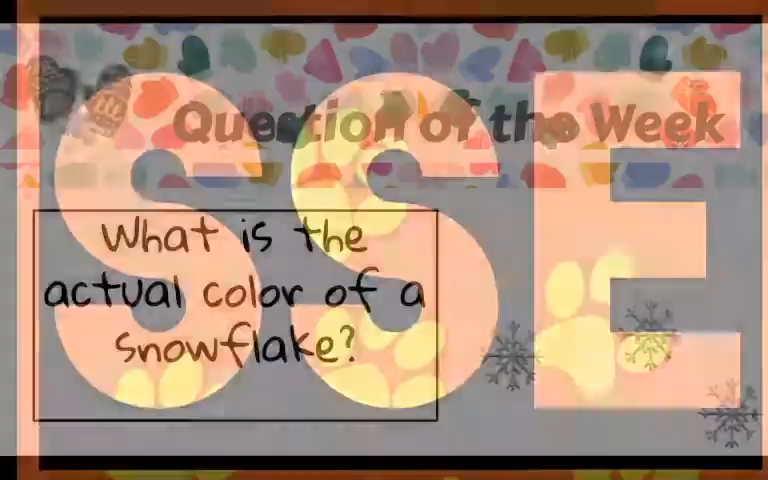 Question of the Week
What is the
actual color of a
snowflake?
SSE